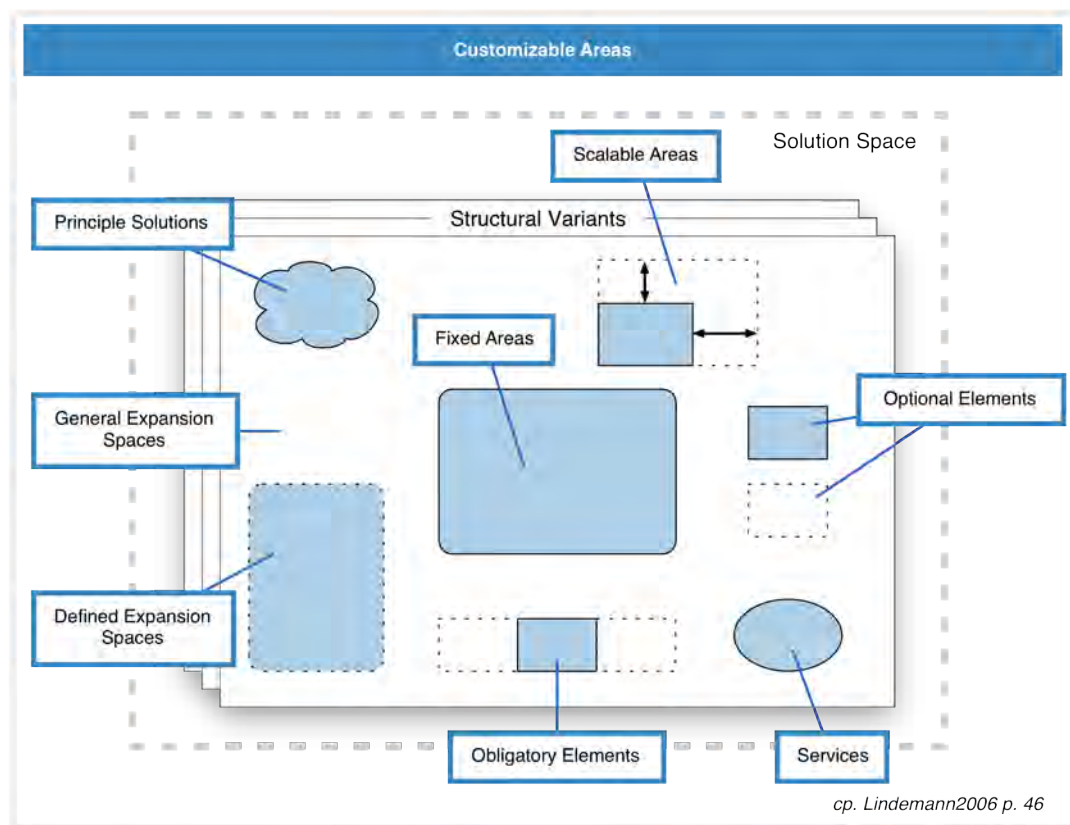 Customizable Areas
Solution Space
Scalable Areas
Principle Solutions
Structural Variants
Fixed Areas
Optional Elements
General Expansion
Spaces
Defined Expansion
Spaces
Obligatory Elements
Services
cp. Lindemann2006 p. 46